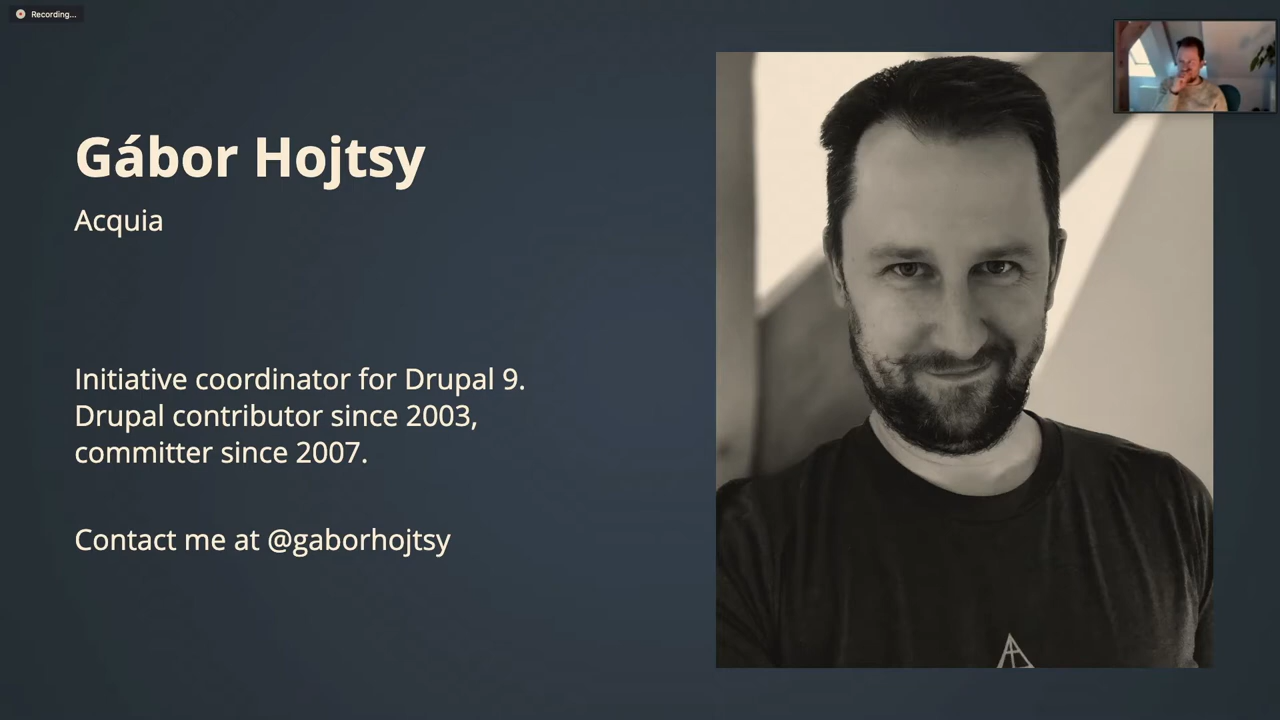 Recording...
Gábor Hojtsy
Acquia
Initiative coordinator for Drupal 9.
Drupal contributor since 2003,
committer since 2007.
Contact me at @gaborhojtsy